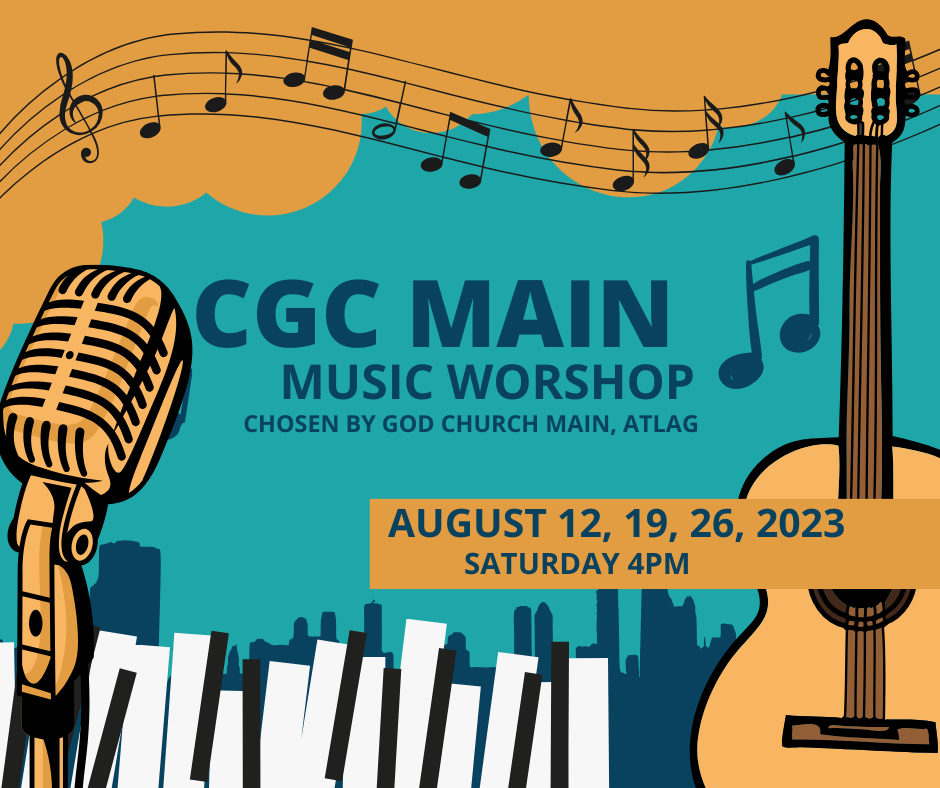 CGC MAIN
MUSIC WORSHOP
CHOSEN BY GOD CHURCH MAIN, ATLAG
AUGUST 12, 19, 26, 2023
SATURDAY 4PM